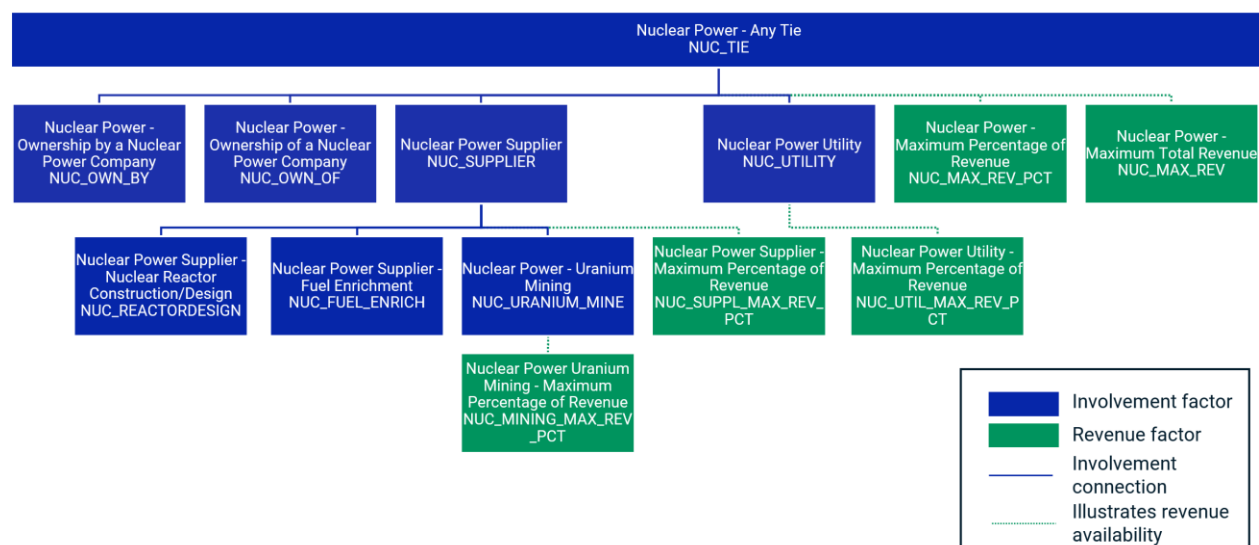 Nuclear Power - Any Tie
NUC_TIE
Nuclear Power -
Ownership by a Nuclear
Power Company
NUC_OWN_BY
Nuclear Power -
Ownership of a Nuclear
Power Company
NUC_OWN_OF
Nuclear Power Supplier
NUC_SUPPLIER
Nuclear Power Utility
NUC_UTILITY
Nuclear Power -
Maximum Percentage of
Revenue
NUC_MAX_REV_PCT
Nuclear Power -
Maximum Total Revenue
NUC_MAX_REV
Nuclear Power Supplier -
Nuclear Reactor
Construction/Design
NUC_REACTORDESIGN
Nuclear Power Supplier -
Fuel Enrichment
NUC_FUEL_ENRICH
Nuclear Power - Uranium
Mining
NUC_URANIUM_MINE
Nuclear Power Supplier -
Maximum Percentage of
Revenue
NUC_SUPPL_MAX_REV_
PCT
Nuclear Power Utility -
Maximum Percentage of
Revenue
NUC_UTIL_MAX_REV_P
CT
Nuclear Power Uranium
Mining - Maximum
Percentage of Revenue
NUC_MINING_MAX_REV
_PCT
Involvement factor
Revenue factor
Involvement
connection
Illustrates revenue
availability